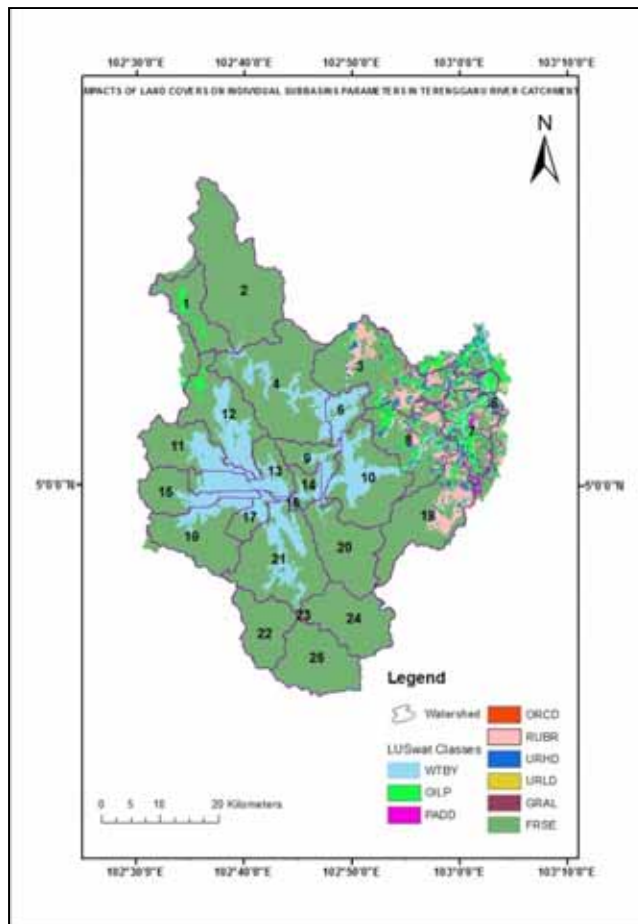 102°30'0"E 102°40'0"E 102°50'0"E 103°0'0"E 103°10'0"E
IMPACTS OF LAND COVERS ON INDIVIDUAL SUBBASINS PARAMETERS IN TERENGGANU RIVER CATCHMENT
N
2
1
3
4
5
6
12
7
8
11
9
13
10
5°0'0"N 5°0'0"N
15
14
16
18
17
19
20
21
23
24
22
25
Legend
Watershed
LUSwat Classes
WTBY
OILP
PADD
ORCD
RUBR
URHD
URLD
GRAL
FRSE
0 5 10 20 Kilometers
102°30'0"E 102°40'0"E 102°50'0"E 103°0'0"E 103°10'0"E